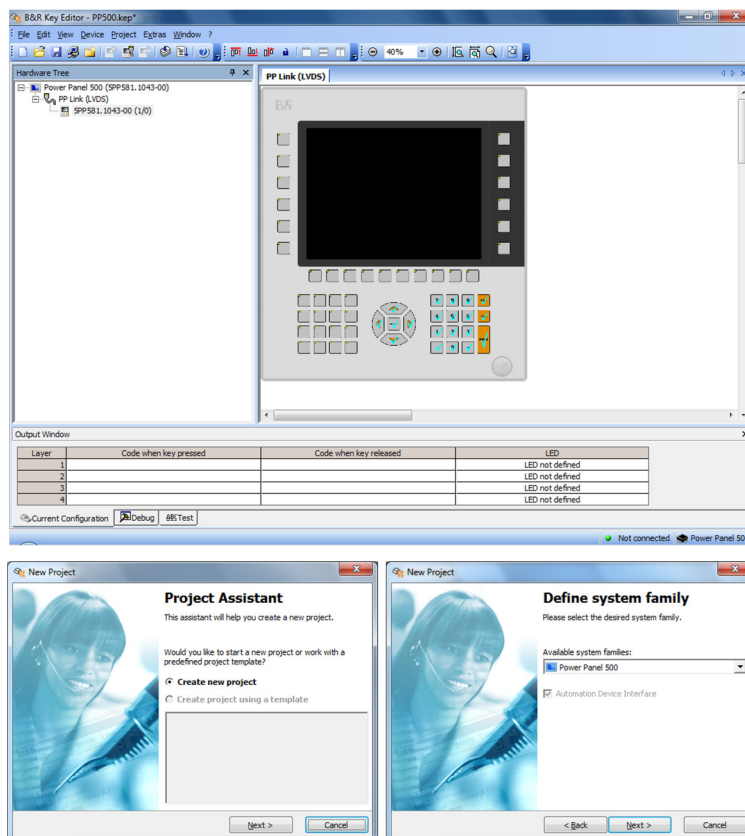 B&R Key Editor - PP500.kep*
File Edit View Device Project Extras Window ?
40%
Hardware Tree
Power Panel 500 (5PP581.1043-00)
PP Link (LVDS)
5PP581.1043-00 (1/0)
PP Link (LVDS)
B&R
Output Window
Layer Code when key pressed Code when key released LED
1 LED not defined
2 LED not defined
3 LED not defined
4 LED not defined
Current Configuration Debug Test
Not connected Power Panel 50
New Project
Project Assistant
This assistant will help you create a new project.
Would you like to start a new project or work with a
predefined project template?
Create new project
Create project using a template
Next > Cancel
New Project
Define system family
Please select the desired system family.
Available system families:
Power Panel 500
Automation Device Interface
< Back Next > Cancel